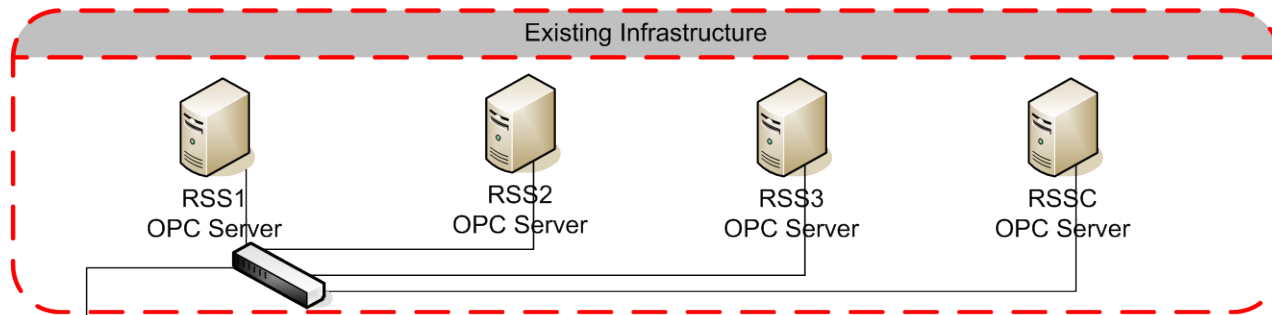 Existing Infrastructure
RSS1
OPC Server
RSS2
OPC Server
RSS3
OPC Server
RSSC
OPC Server